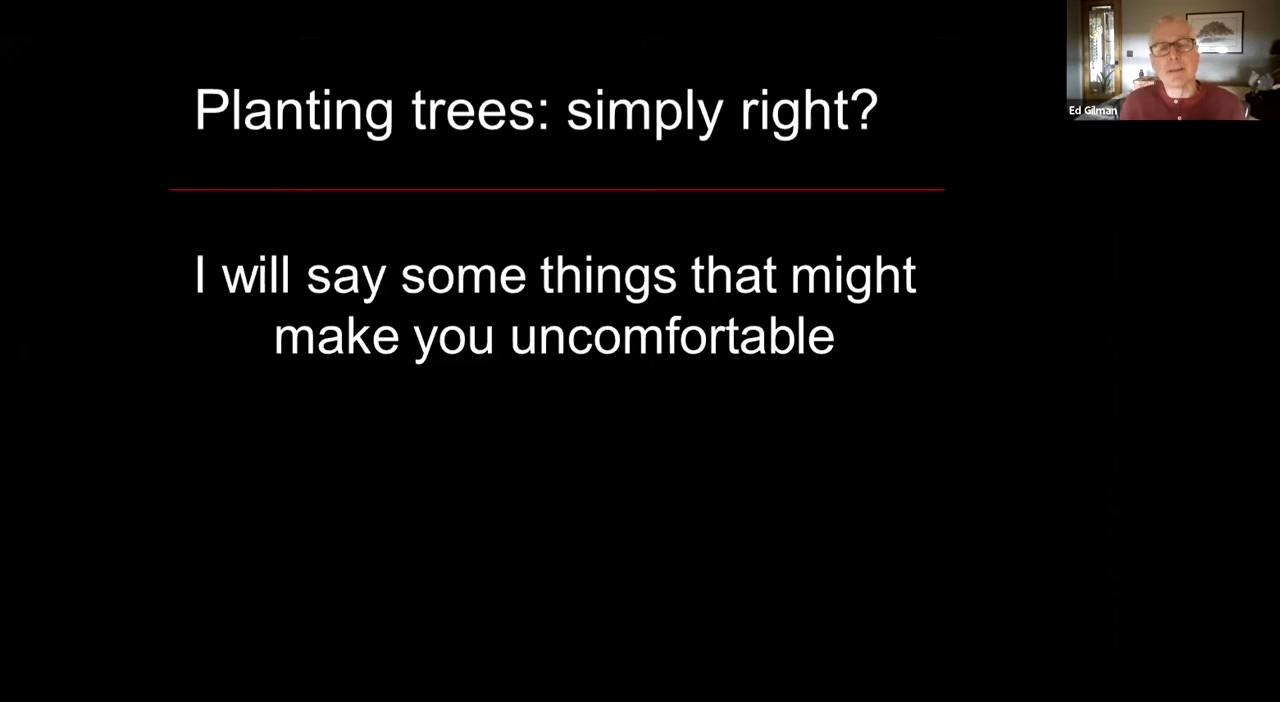 Planting trees: simply right?
Ed Gilman
I will say some things that might
make you uncomfortable